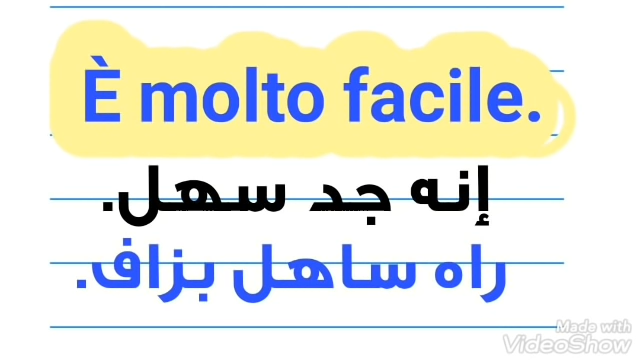 È molto facile.
إنه جد سهل.
راه ساهل بزاف.
Made with
VideoShow